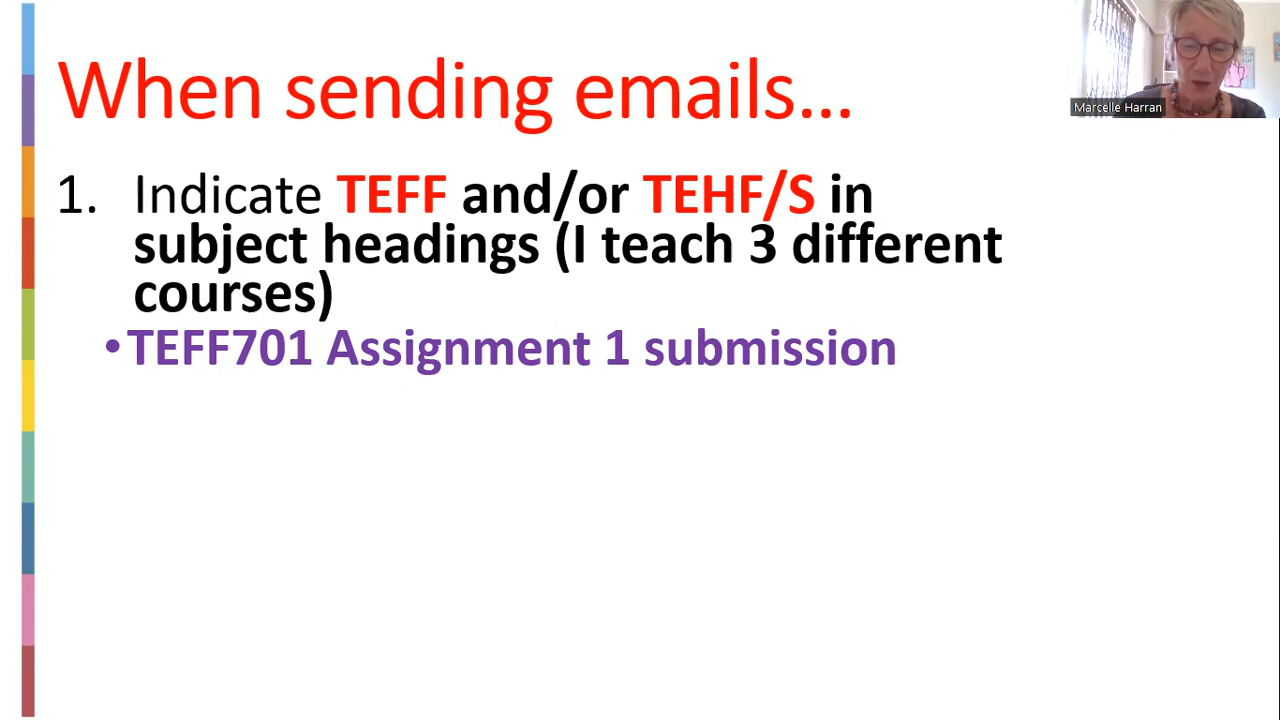 When sending emails...
Marcelle Harran
1. Indicate TEFF and/or TEHF/S in
subject headings (I teach 3 different
courses)
•TEFF701 Assignment 1 submission